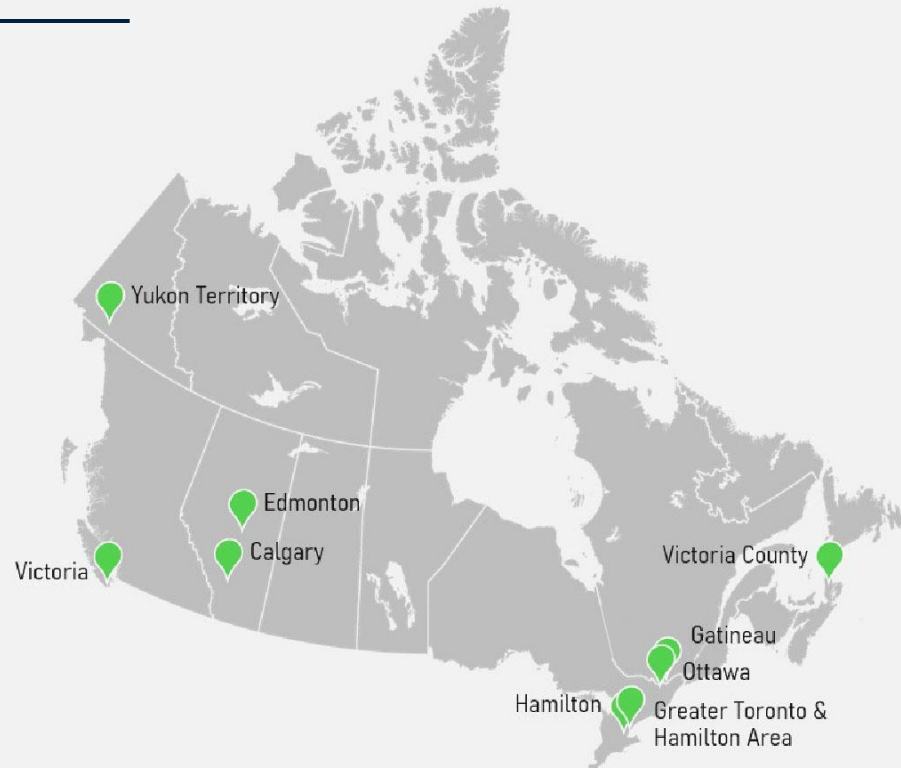 Yukon Territory
Edmonton
Calgary
Victoria
Victoria County
Gatineau
Ottawa
Hamilton
Greater Toronto &
Hamilton Area